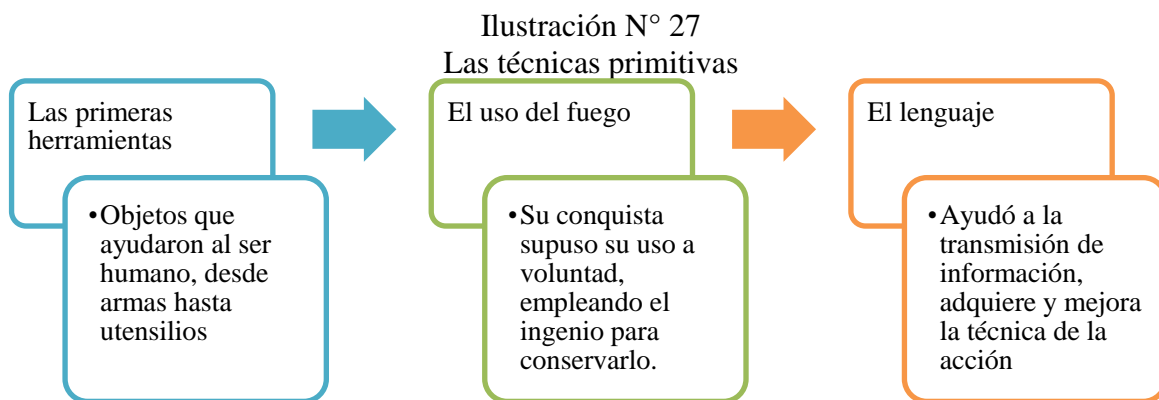 Ilustración N° 27
Las técnicas primitivas
Las primeras
herramientas
•Objetos que
ayudaron al ser
humano, desde
armas hasta
utensilios
El uso del fuego
•Su conquista
supuso su uso a
voluntad,
empleando el
ingenio para
conservarlo.
El lenguaje
•Ayudó a la
transmisión de
información,
adquiere y mejora
la técnica de la
acción